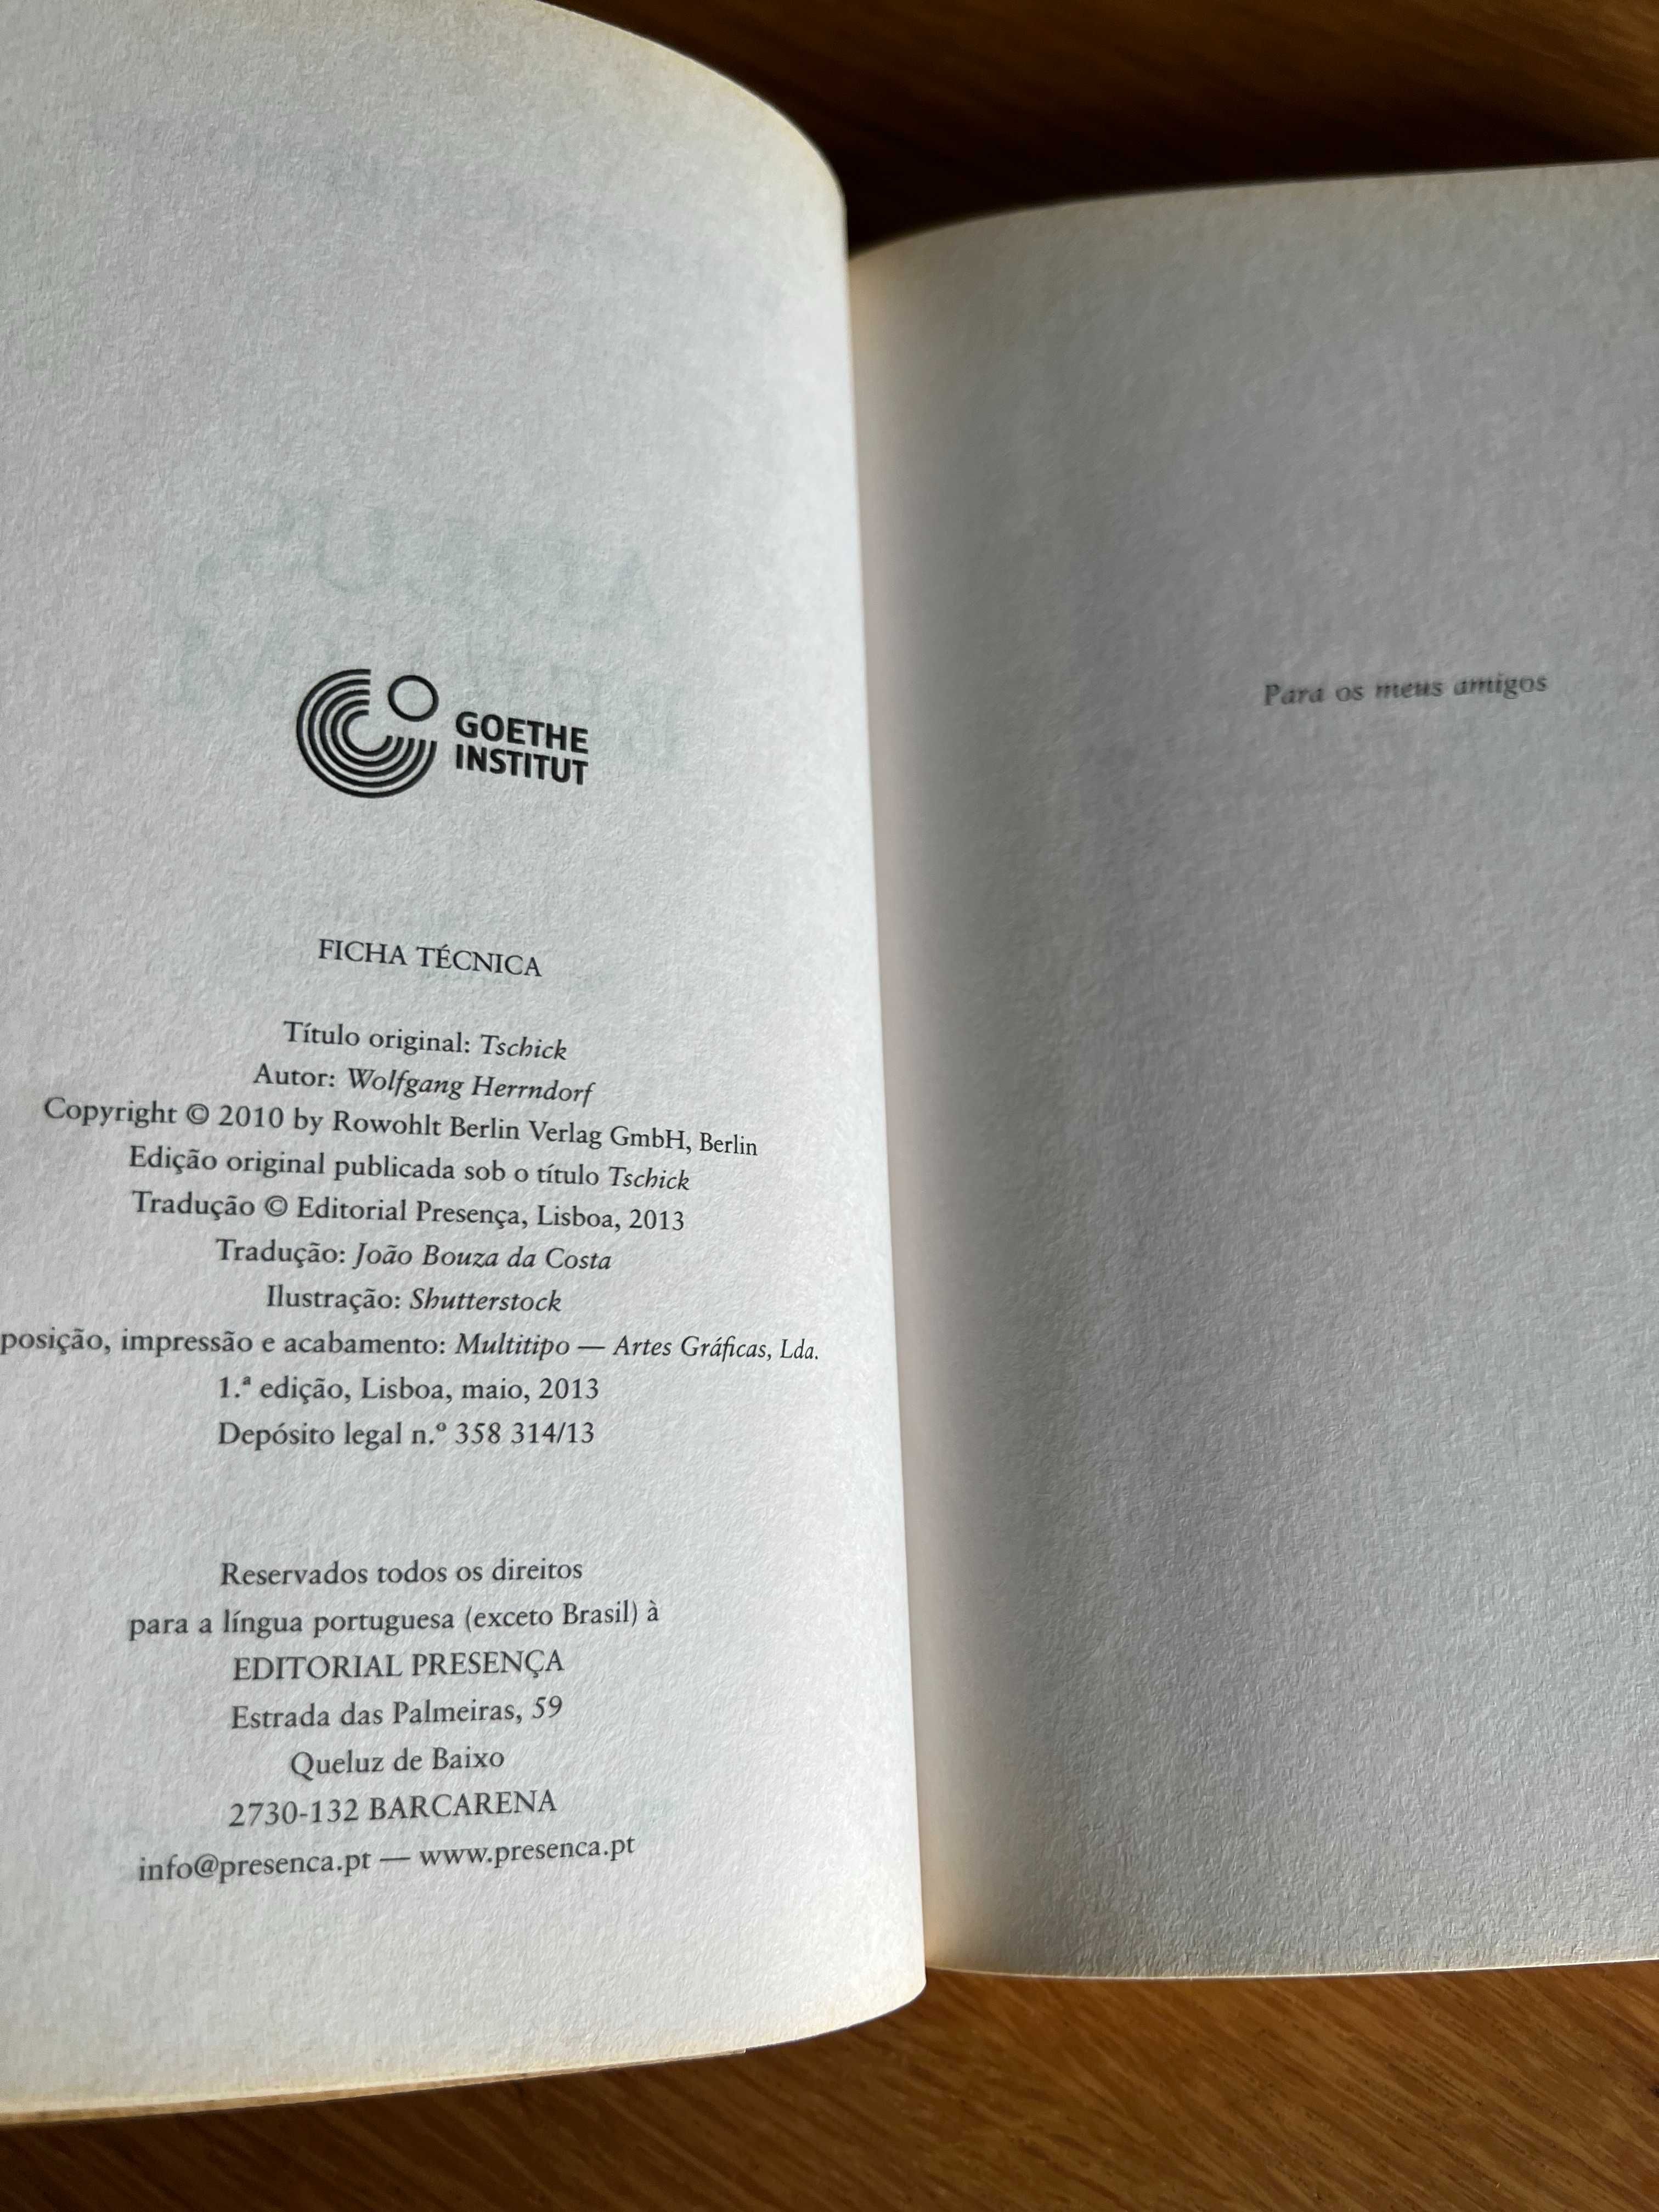 GOETHE
INSTITUT
FICHA TÉCNICA
Título original: Tschick
Autor: Wolfgang Herrndorf
Copyright © 2010 by Rowohlt Berlin Verlag GmbH, Berlin
Edição original publicada sob o título Tschick
Tradução © Editorial Presença, Lisboa, 2013
Tradução: João Bouza da Costa
Ilustração: Shutterstock
posição, impressão e acabamento: Multitipo — Artes Gráficas, Lda.
1.ª edição, Lisboa, maio, 2013
Depósito legal n.º 358 314/13
Reservados todos os direitos
para a língua portuguesa (exceto Brasil) à
EDITORIAL PRESENÇA
Estrada das Palmeiras, 59
Queluz de Baixo
2730-132 BARCARENA
info@presenca.pt — www.presenca.pt
Para os meus amigos